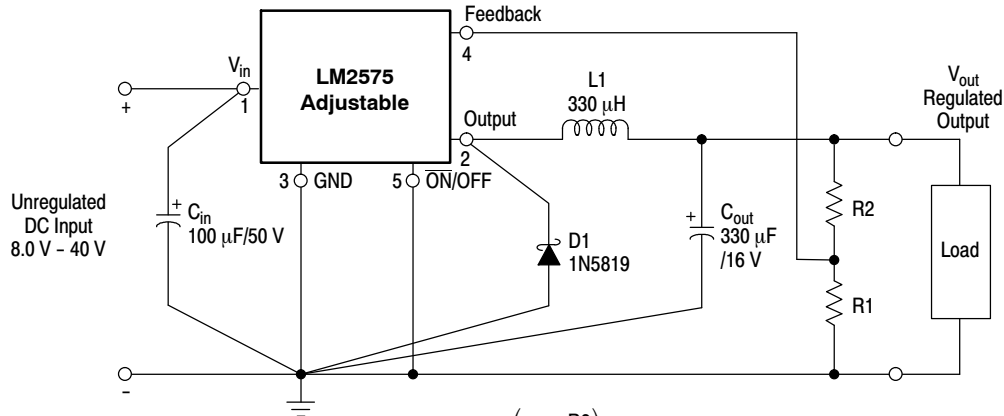 Feedback
4
V_in
1
LM2575
Adjustable
L1
330 μH
V_out
Regulated
Output
+
Output
2
3 GND
5 O̅N̅/OFF
Unregulated
DC Input
8.0 V – 40 V
+
C_in
100 μF/50 V
D1
1N5819
+
C_out
330 μF
/16 V
R2
R1
Load
-